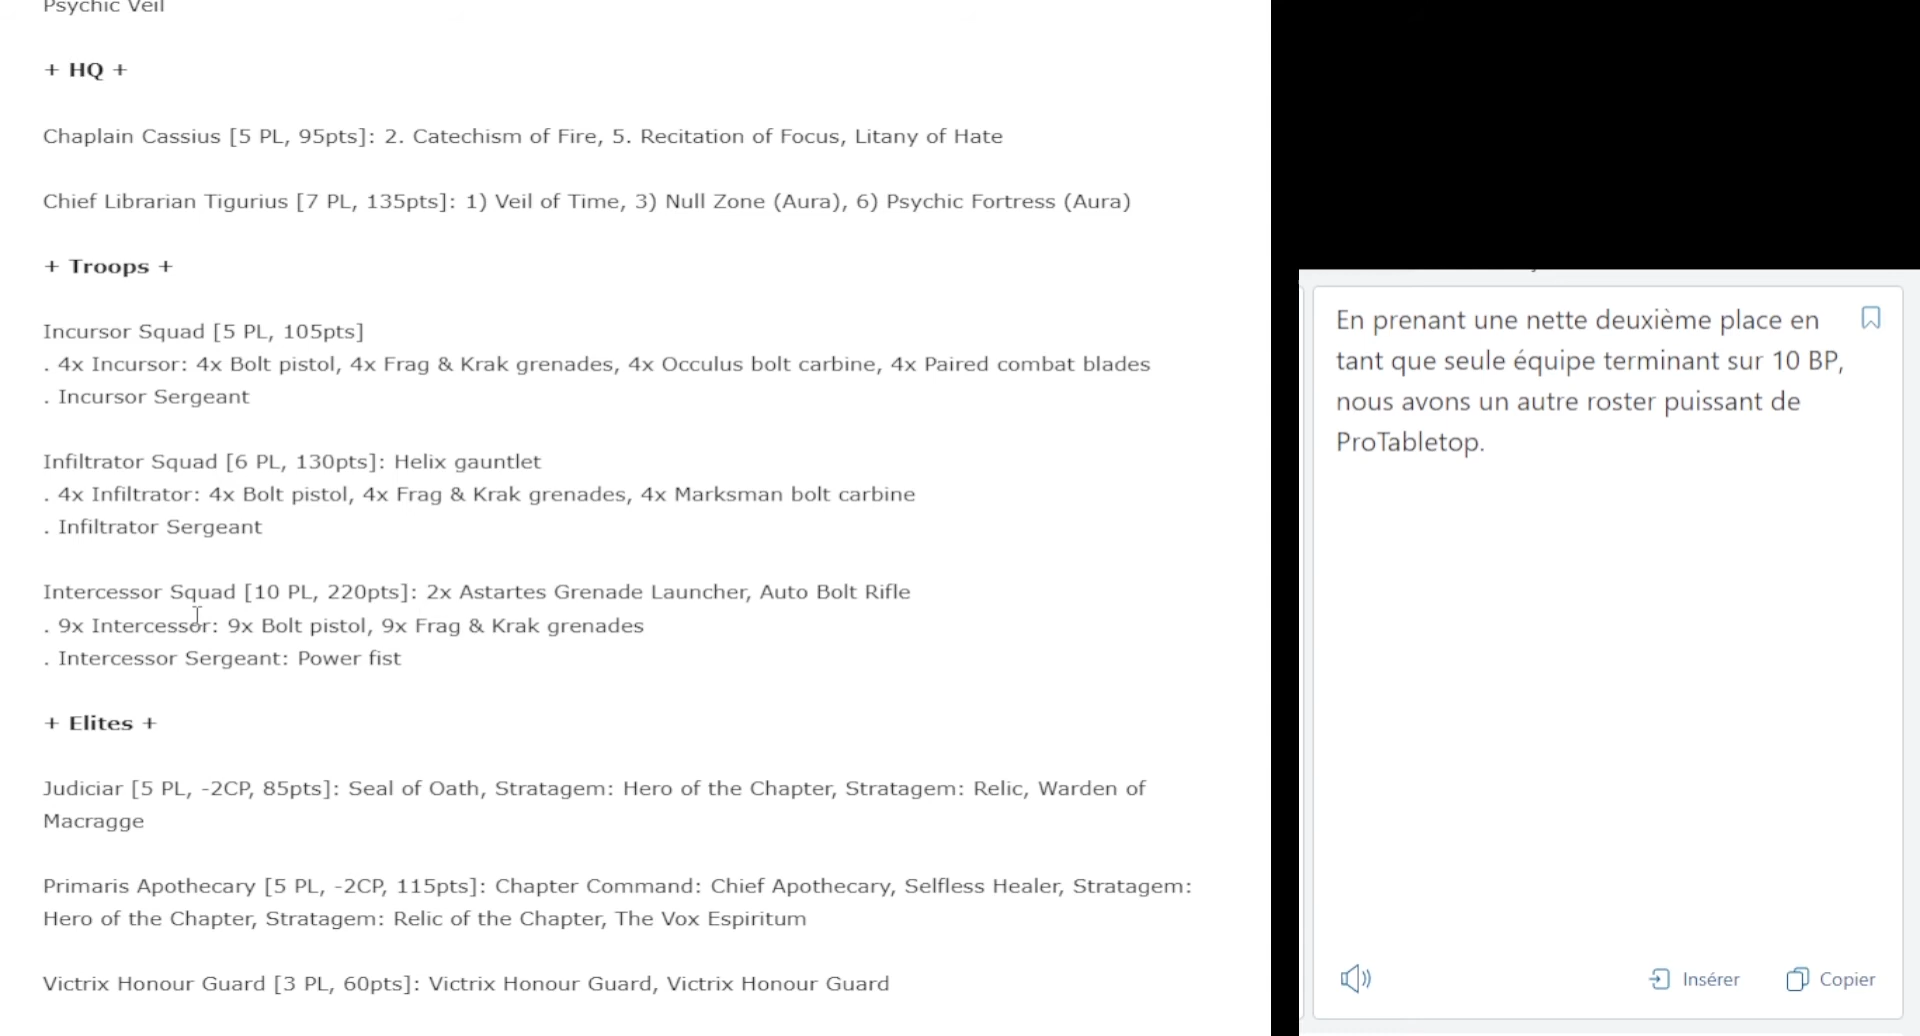 Psychic Veil
+ HQ +
Chaplain Cassius [5 PL, 95pts]: 2. Catechism of Fire, 5. Recitation of Focus, Litany of Hate
Chief Librarian Tigurius [7 PL, 135pts]: 1) Veil of Time, 3) Null Zone (Aura), 6) Psychic Fortress (Aura)
+ Troops +
Incursor Squad [5 PL, 105pts]
. 4x Incursor: 4x Bolt pistol, 4x Frag & Krak grenades, 4x Occulus bolt carbine, 4x Paired combat blades
. Incursor Sergeant
Infiltrator Squad [6 PL, 130pts]: Helix gauntlet
. 4x Infiltrator: 4x Bolt pistol, 4x Frag & Krak grenades, 4x Marksman bolt carbine
. Infiltrator Sergeant
Intercessor Squad [10 PL, 220pts]: 2x Astartes Grenade Launcher, Auto Bolt Rifle
. 9x Intercessor: 9x Bolt pistol, 9x Frag & Krak grenades
. Intercessor Sergeant: Power fist
+ Elites +
Judiciar [5 PL, -2CP, 85pts]: Seal of Oath, Stratagem: Hero of the Chapter, Stratagem: Relic, Warden of
Macragge
Primaris Apothecary [5 PL, -2CP, 115pts]: Chapter Command: Chief Apothecary, Selfless Healer, Stratagem:
Hero of the Chapter, Stratagem: Relic of the Chapter, The Vox Espiritum
Victrix Honour Guard [3 PL, 60pts]: Victrix Honour Guard, Victrix Honour Guard
En prenant une nette deuxième place en
tant que seule équipe terminant sur 10 BP,
nous avons un autre roster puissant de
ProTabletop.
Insérer
Copier